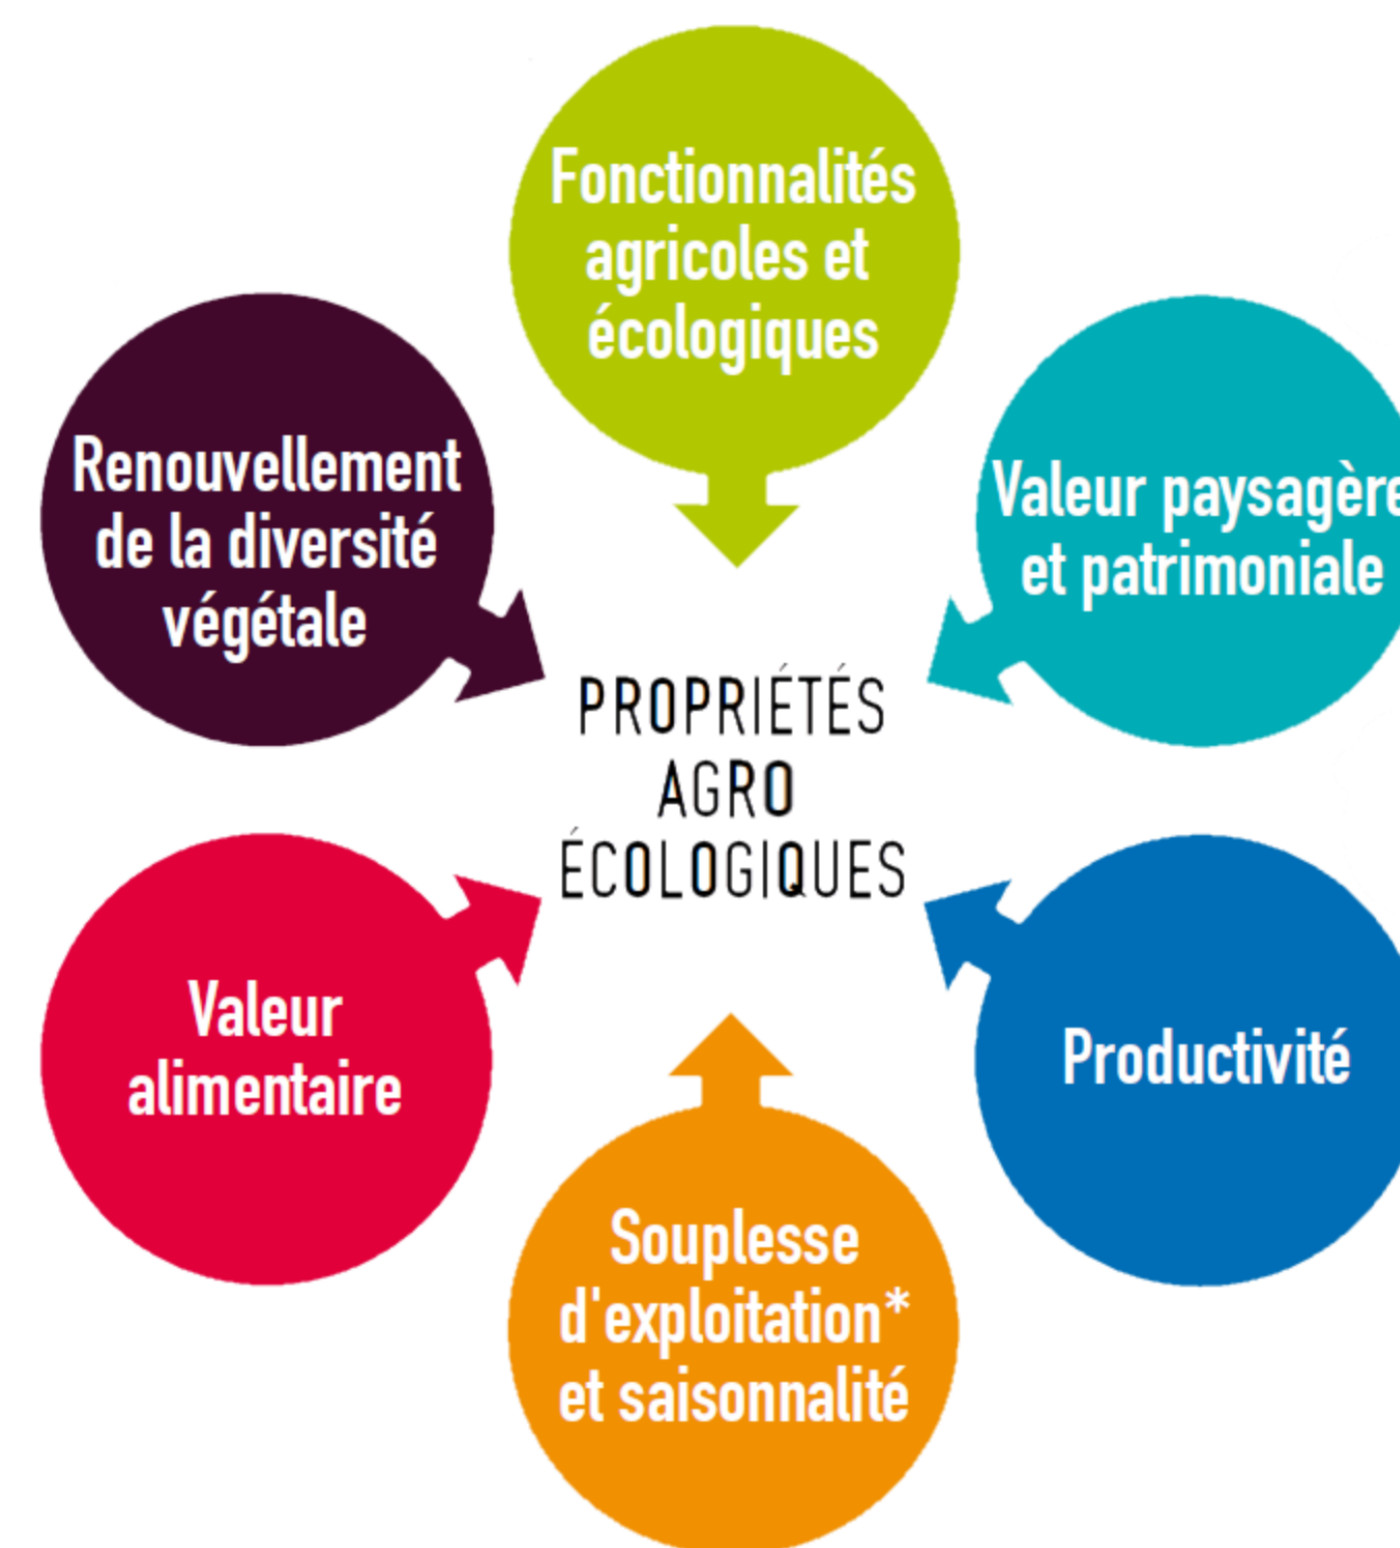 Fonctionnalités
agricoles et
écologiques
Renouvellement
de la diversité
végétale
Valeur paysagère
et patrimoniale
PROPRIÉTÉS
AGRO
ÉCOLOGIQUES
Valeur
alimentaire
Productivité
Souplesse
d'exploitation*
et saisonnalité